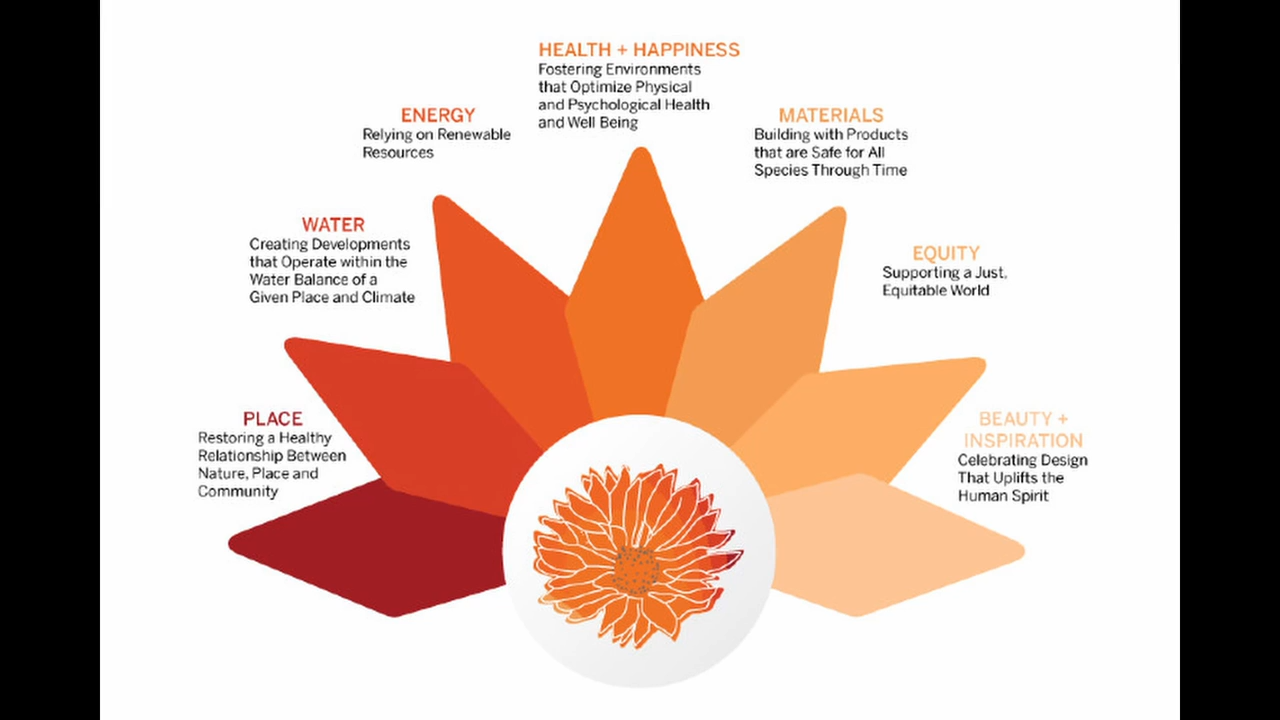 HEALTH + HAPPINESS
Fostering Environments
that Optimize Physical
and Psychological Health
and Well Being
ENERGY
Relying on Renewable
Resources
MATERIALS
Building with Products
that are Safe for All
Species Through Time
WATER
Creating Developments
that Operate within the
Water Balance of a
Given Place and Climate
EQUITY
Supporting a Just,
Equitable World
PLACE
Restoring a Healthy
Relationship Between
Nature, Place and
Community
BEAUTY +
INSPIRATION
Celebrating Design
That Uplifts the
Human Spirit